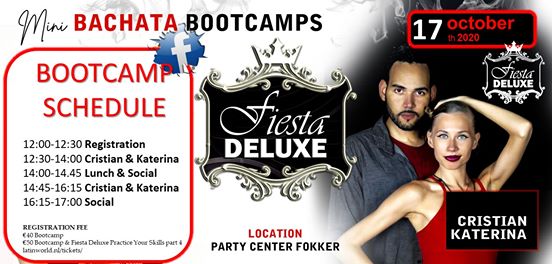 Mini BACHATA BOOTCAMPS
17 october
th 2020
BOOTCAMP
SCHEDULE
12:00-12:30 Registration
12:30-14:00 Cristian & Katerina
14:00-14.45 Lunch & Social
14:45-16:15 Cristian & Katerina
16:15-17:00 Social
REGISTRATION FEE
€40 Bootcamp
€50 Bootcamp & Fiesta Deluxe Practice Your Skills part 4
latinworld.nl/tickets/
Fiesta
DELUXE
LOCATION
PARTY CENTER FOKKER
Fiesta
DELUXE
CRISTIAN
KATERINA